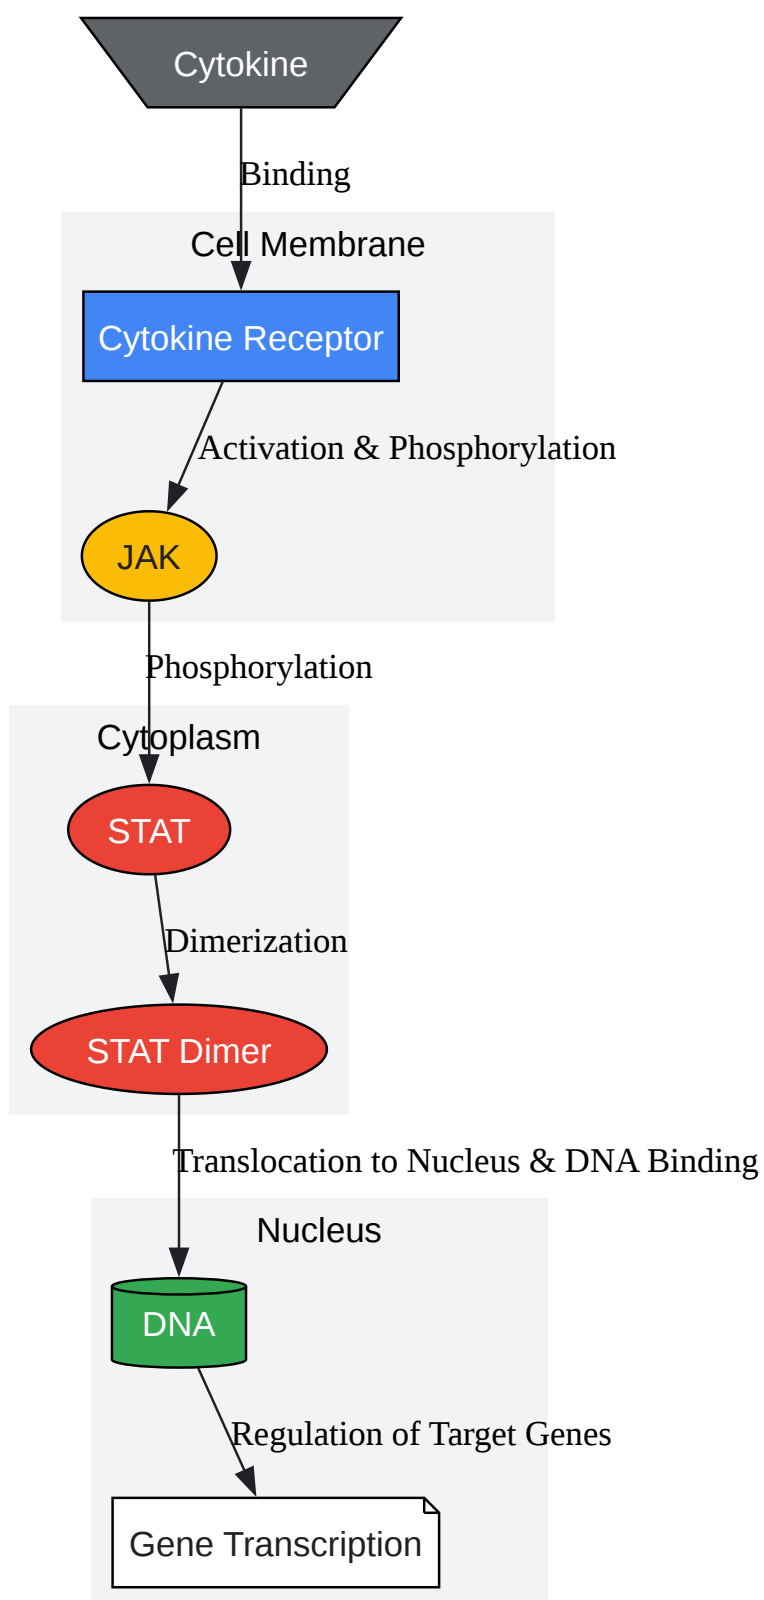 Cytokine
Binding
Cell Membrane
Cytokine Receptor
Activation & Phosphorylation
JAK
Phosphorylation
Cytoplasm
STAT
Dimerization
STAT Dimer
Translocation to Nucleus & DNA Binding
Nucleus
DNA
Regulation of Target Genes
Gene Transcription